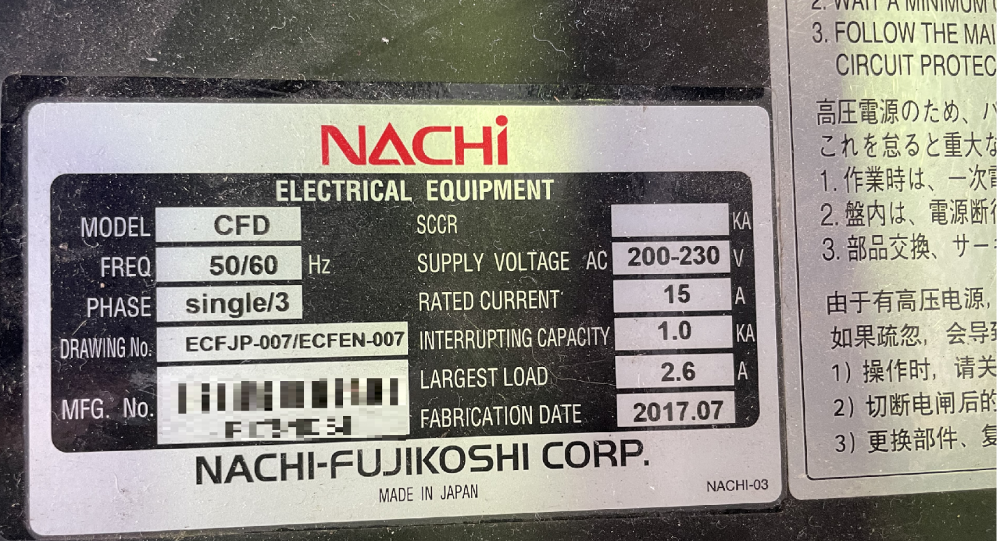 NACHi
ELECTRICAL EQUIPMENT
MODEL CFD
FREQ 50/60 Hz
PHASE single/3
DRAWING No. ECFJP-007/ECFEN-007
MFG. No.
SCCR KA
SUPPLY VOLTAGE AC 200-230 V
RATED CURRENT 15 A
INTERRUPTING CAPACITY 1.0 KA
LARGEST LOAD 2.6 A
FABRICATION DATE 2017.07
NACHI-FUJIKOSHI CORP.
MADE IN JAPAN
NACHI-03
2. WAIT A MINIMUM
3. FOLLOW THE MAI
CIRCUIT PROTEC
高圧電源のため、
これを怠ると重大な
1. 作業時は、一次
2. 盤内は、電源断
3. 部品交換、サー
由于有高压电源，
如果疏忽，会导
1) 操作时，请关
2) 切断电闸后的
3) 更换部件、